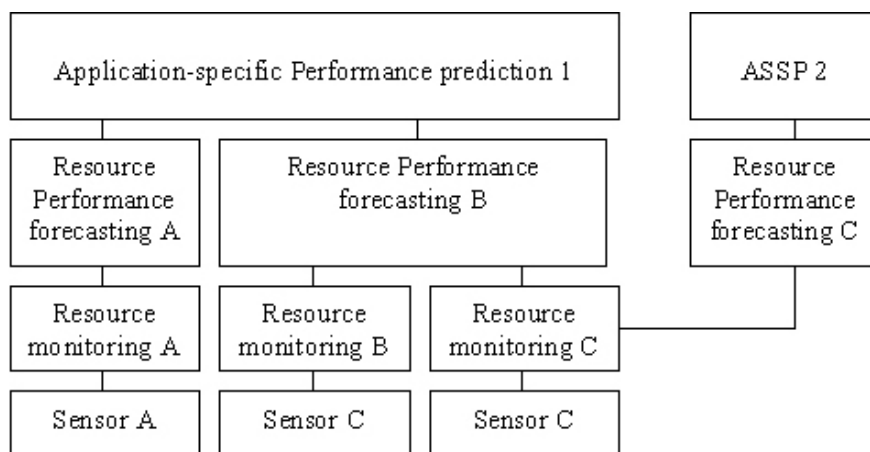 Application-specific Performance prediction 1
ASSP 2
Resource
Performance
forecasting A
Resource Performance
forecasting B
Resource
Performance
forecasting C
Resource
monitoring A
Resource
monitoring B
Resource
monitoring C
Sensor A
Sensor C
Sensor C